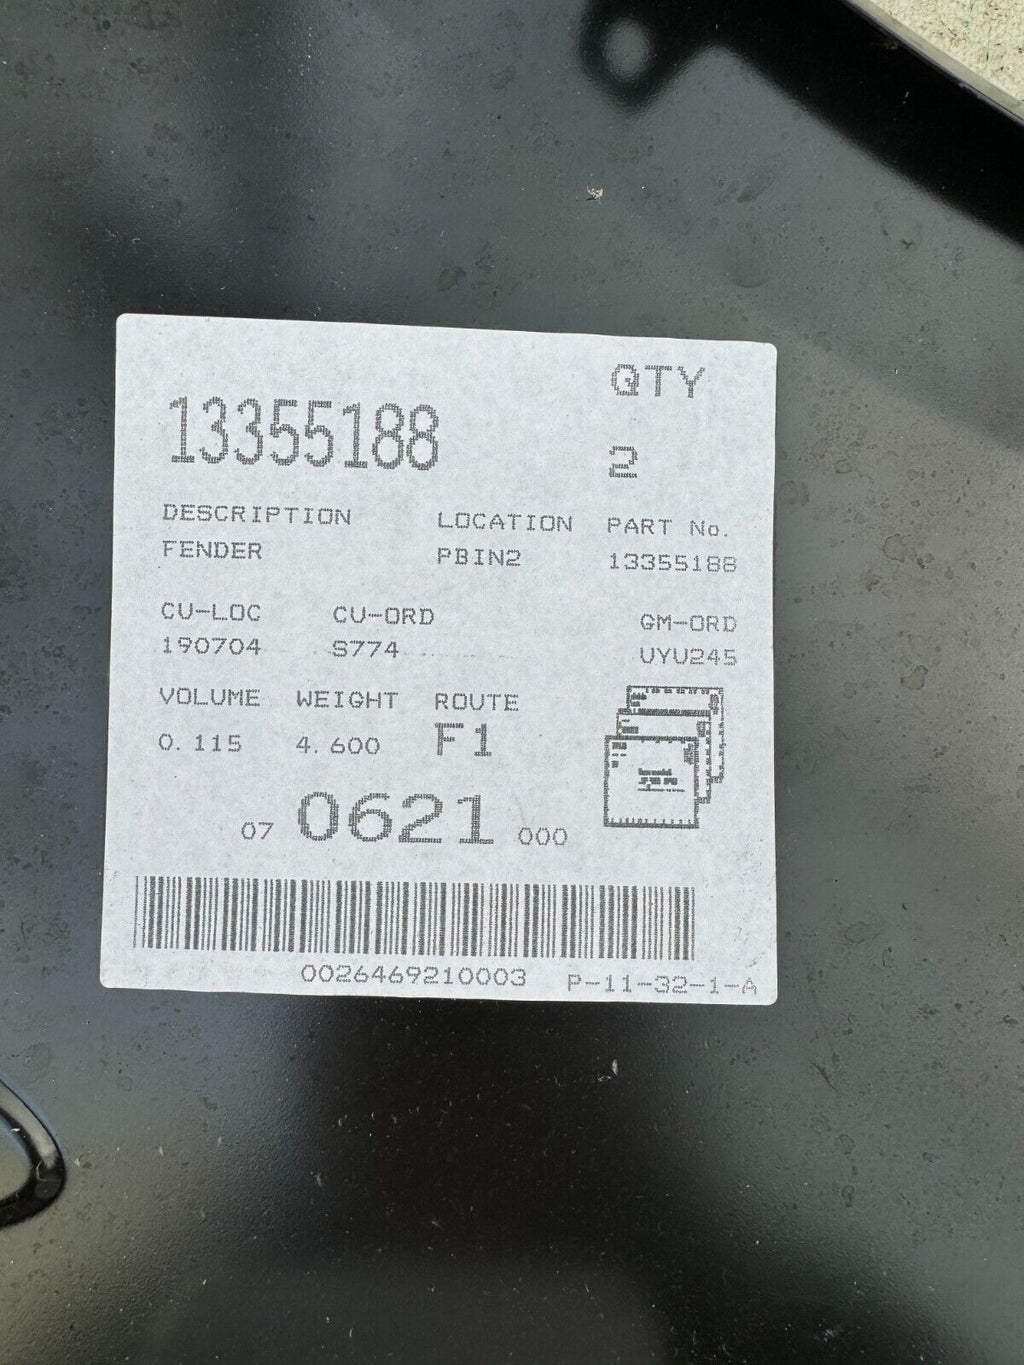 QTY
13355188
2
DESCRIPTION LOCATION PART No.
FENDER PBIN2 13355188
CU-LOC CU-ORD GM-ORD
190704 S774 UYU245
VOLUME WEIGHT ROUTE
0.115 4.600 F1
07 0621 000
0026469210003 P-11-32-1-A